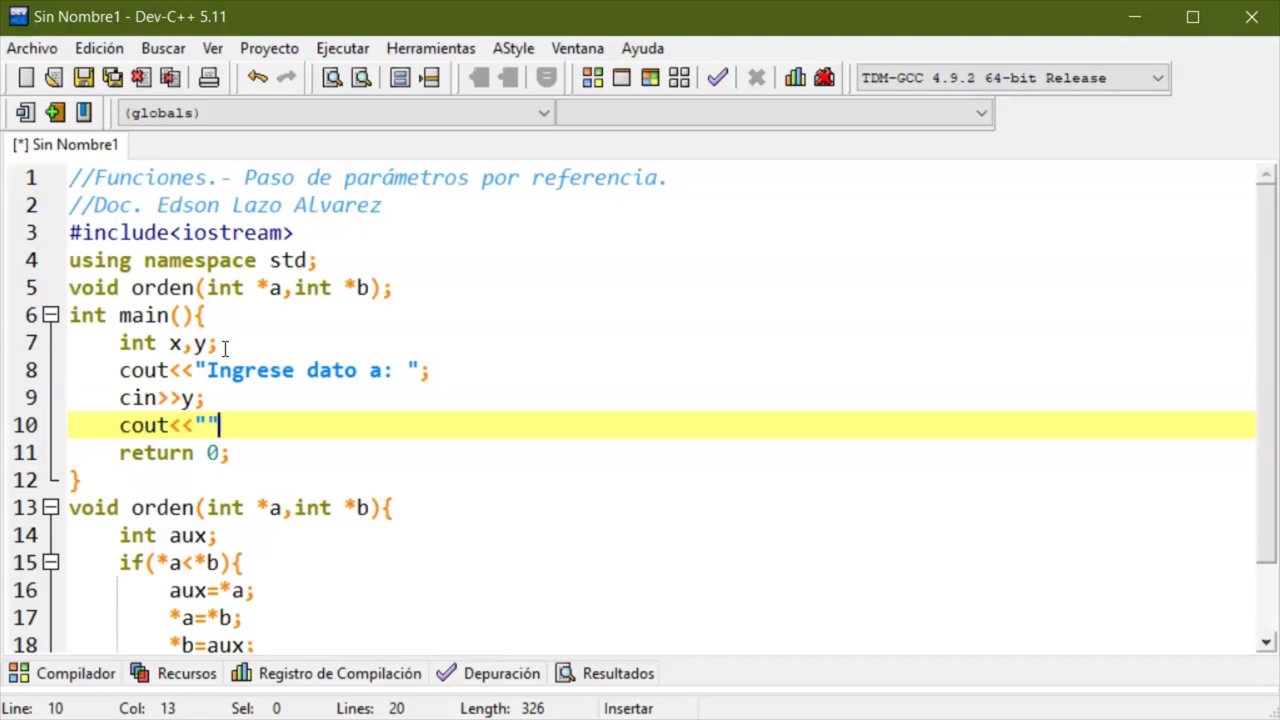 Sin Nombre1 - Dev-C++ 5.11
Archivo Edición Buscar Ver Proyecto Ejecutar Herramientas AStyle Ventana Ayuda
TDM-GCC 4.9.2 64-bit Release
(globals)
[*] Sin Nombre1
1 //Funciones.- Paso de parámetros por referencia.
2 //Doc. Edson Lazo Alvarez
3 #include<iostream>
4 using namespace std;
5 void orden(int *a,int *b);
6 int main(){
7 int x,y;
8 cout<<"Ingrese dato a: ";
9 cin>>y;
10 cout<<""
11 return 0;
12 }
13 void orden(int *a,int *b){
14 int aux;
15 if(*a<*b){
16 aux=*a;
17 *a=*b;
18 *b=aux;
Compilador Recursos Registro de Compilación Depuración Resultados
Line: 10 Col: 13 Sel: 0 Lines: 20 Length: 326 Insertar